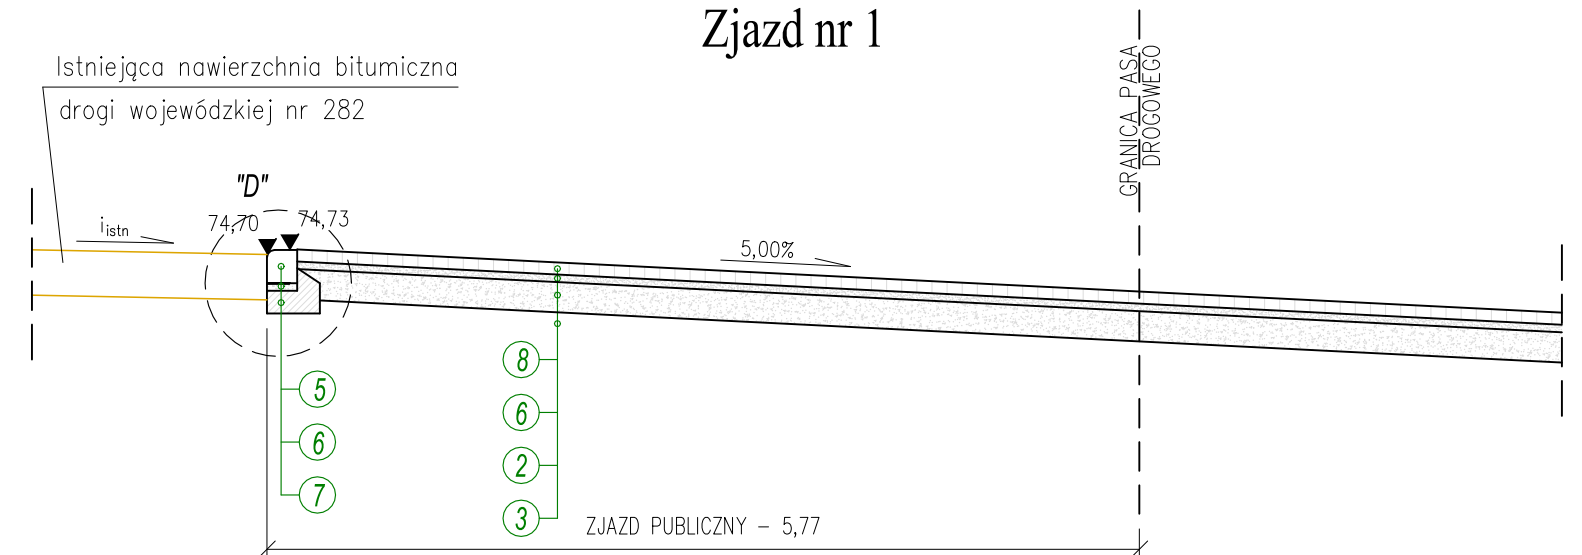 Zjazd nr 1
Istniejąca nawierzchnia bitumiczna
drogi wojewódzkiej nr 282
GRANICA PASA
DROGOWEGO
"D"
74,70
74,73
i istn
5,00%
8
5
6
6
2
7
3
ZJAZD PUBLICZNY – 5,77